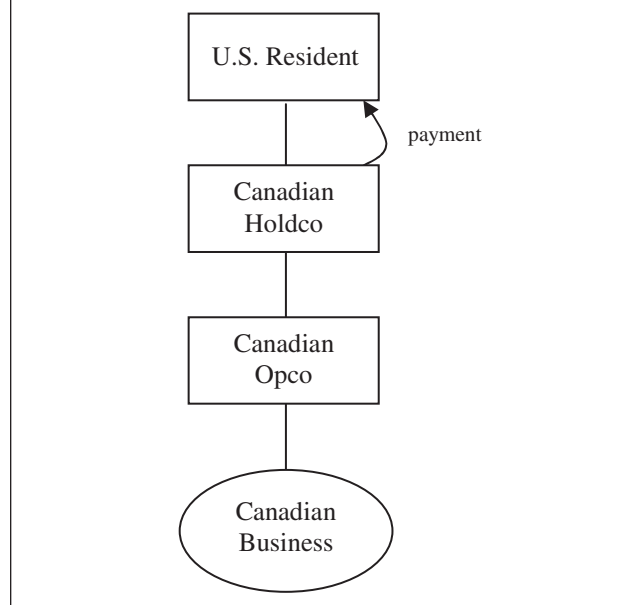 U.S. Resident
payment
Canadian
Holdco
Canadian
Opco
Canadian
Business